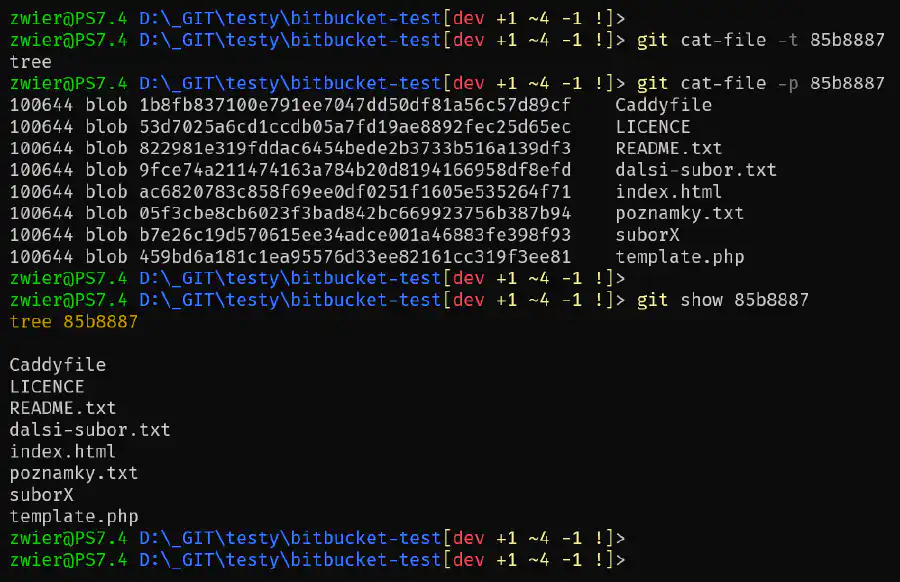 zwier@PS7.4 D:\_GIT\testy\bitbucket-test[dev +1 ~4 -1 !]>
zwier@PS7.4 D:\_GIT\testy\bitbucket-test[dev +1 ~4 -1 !]> git cat-file -t 85b8887
tree
zwier@PS7.4 D:\_GIT\testy\bitbucket-test[dev +1 ~4 -1 !]> git cat-file -p 85b8887
100644 blob 1b8fb837100e791ee7047dd50df81a56c57d89cf    Caddyfile
100644 blob 53d7025a6cd1ccdb05a7fd19ae8892fec25d65ec    LICENCE
100644 blob 822981e319fddac6454bede2b3733b516a139df3    README.txt
100644 blob 9fce74a211474163a784b20d8194166958df8efd    dalsi-subor.txt
100644 blob ac6820783c858f69ee0df0251f1605e535264f71    index.html
100644 blob 05f3cbe8cb6023f3bad842bc669923756b387b94    poznamky.txt
100644 blob b7e26c19d570615ee34adce001a46883fe398f93    suborX
100644 blob 459bd6a181c1ea95576d33ee82161cc319f3ee81    template.php
zwier@PS7.4 D:\_GIT\testy\bitbucket-test[dev +1 ~4 -1 !]>
zwier@PS7.4 D:\_GIT\testy\bitbucket-test[dev +1 ~4 -1 !]> git show 85b8887
tree 85b8887
Caddyfile
LICENCE
README.txt
dalsi-subor.txt
index.html
poznamky.txt
suborX
template.php
zwier@PS7.4 D:\_GIT\testy\bitbucket-test[dev +1 ~4 -1 !]>
zwier@PS7.4 D:\_GIT\testy\bitbucket-test[dev +1 ~4 -1 !]>